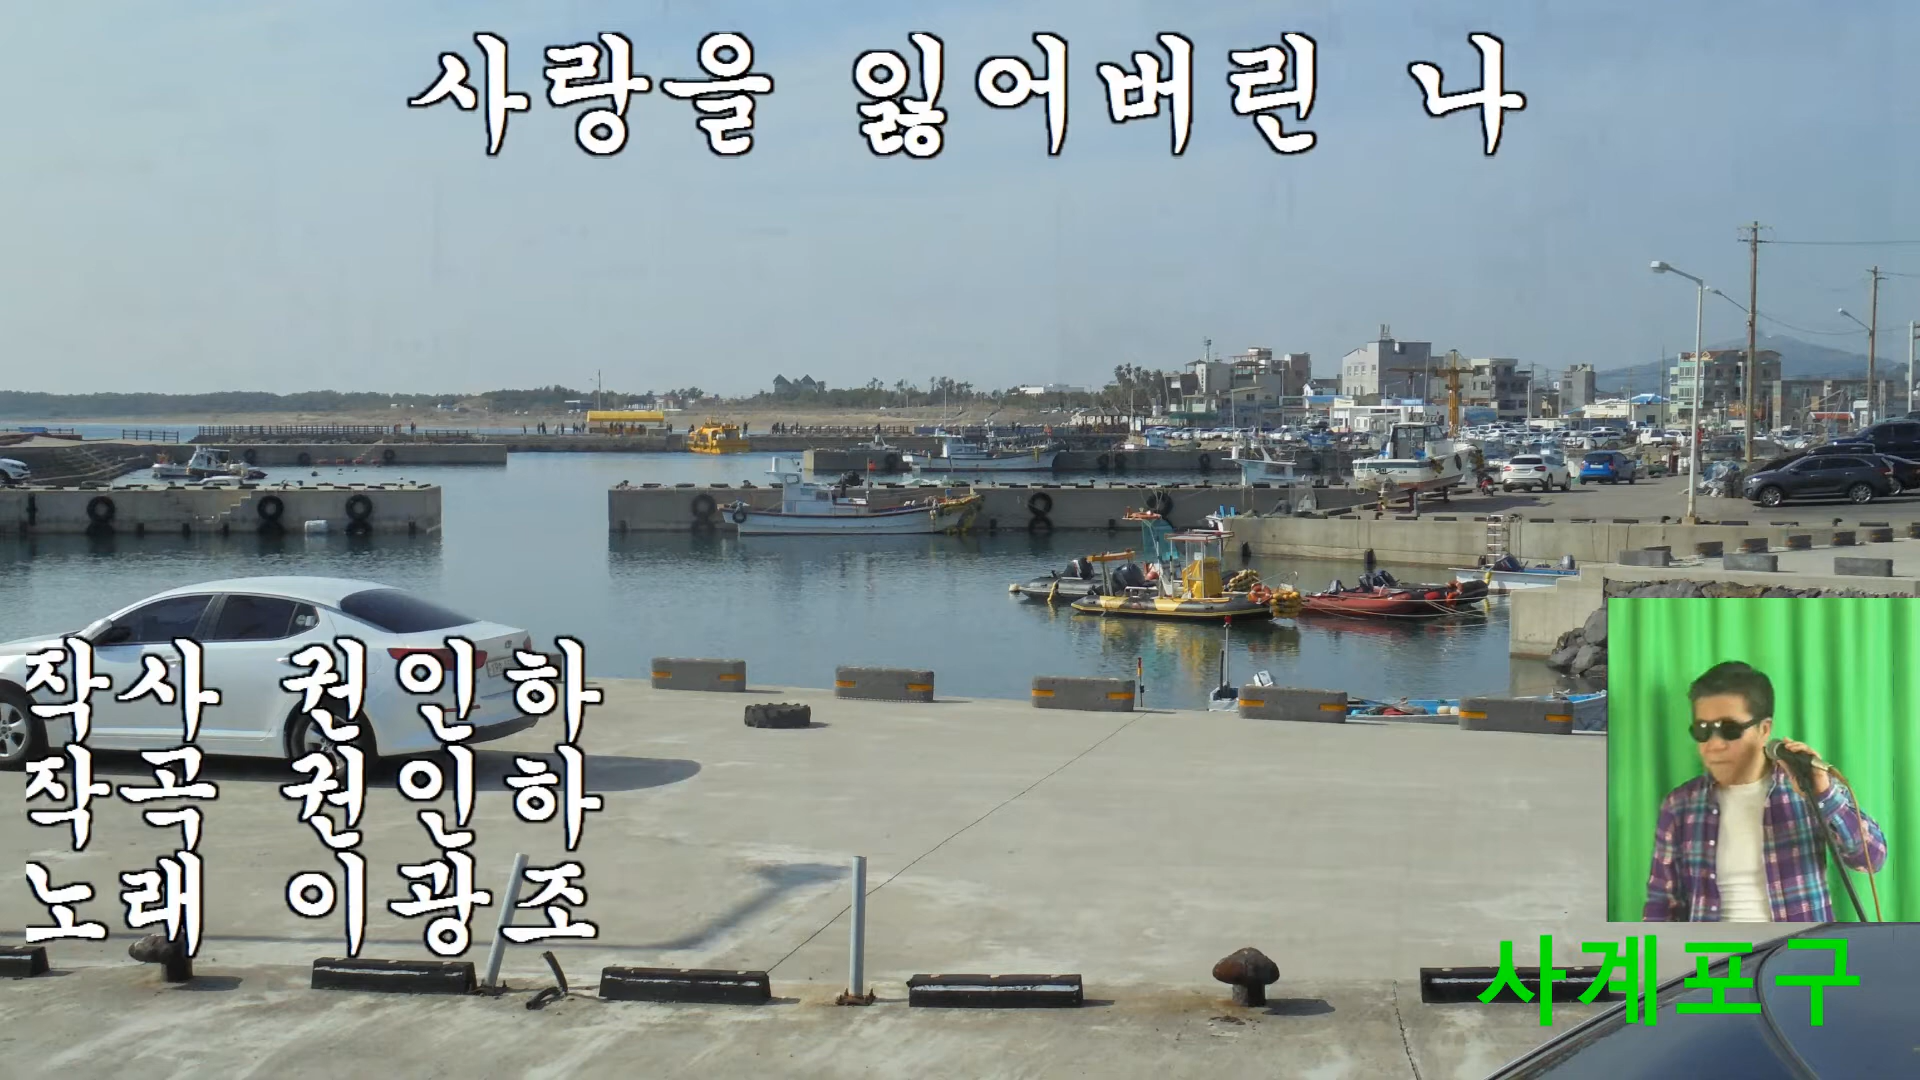 사랑을 잃어버린 나
작사 권인하
작곡 권인하
노래 이광조
사계포구